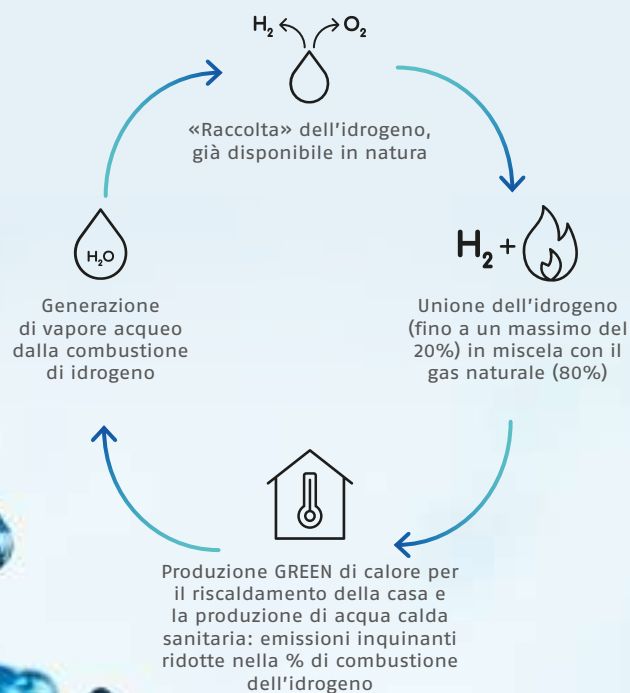 H₂ O₂
«Raccolta» dell'idrogeno,
già disponibile in natura
H₂ +
Unione dell'idrogeno
(fino a un massimo del
20%) in miscela con il
gas naturale (80%)
Produzione GREEN di calore per
il riscaldamento della casa e
la produzione di acqua calda
sanitaria: emissioni inquinanti
ridotte nella % di combustione
dell'idrogeno
H₂O
Generazione
di vapore acqueo
dalla combustione
di idrogeno